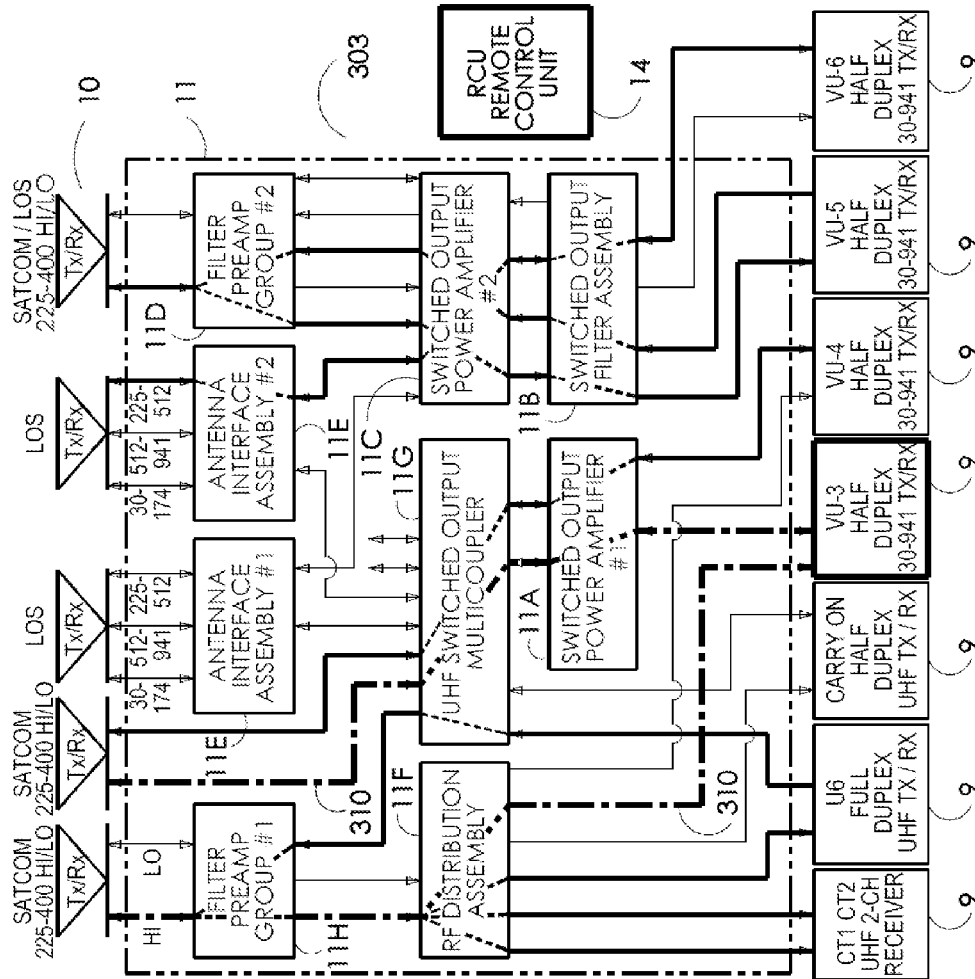 SATCOM
225-400 HI/LO
SATCOM
225-400 HI/LO
LOS
LOS
SATCOM / LOS
225-400 HI/LO
Tx/Rx
Tx/Rx
Tx/Rx
Tx/Rx
Tx/Rx
10
11
303
HI
LO
30-
174
512-
941
225-
512
30-
174
512-
941
225-
512
FILTER
PREAMP
GROUP #1
11H
ANTENNA
INTERFACE
ASSEMBLY #1
11E
ANTENNA
INTERFACE
ASSEMBLY #2
11E
FILTER
PREAMP
GROUP #2
11D
310
11F
11G
11C
RF DISTRIBUTION
ASSEMBLY
UHF SWITCHED OUTPUT
MULTICOUPLER
SWITCHED OUTPUT
POWER AMPLIFIER
#2
RCU
REMOTE
CONTROL
UNIT
14
11A
SWITCHED OUTPUT
POWER AMPLIFIER
#1
11B
SWITCHED OUTPUT
FILTER ASSEMBLY
310
CT1 CT2
UHF 2-CH
RECEIVER
U6
FULL
DUPLEX
UHF TX / RX
CARRY ON
HALF
DUPLEX
UHF TX / RX
VU-3
HALF
DUPLEX
30-941 TX/RX
VU-4
HALF
DUPLEX
30-941 TX/RX
VU-5
HALF
DUPLEX
30-941 TX/RX
VU-6
HALF
DUPLEX
30-941 TX/RX
9
9
9
9
9
9
9